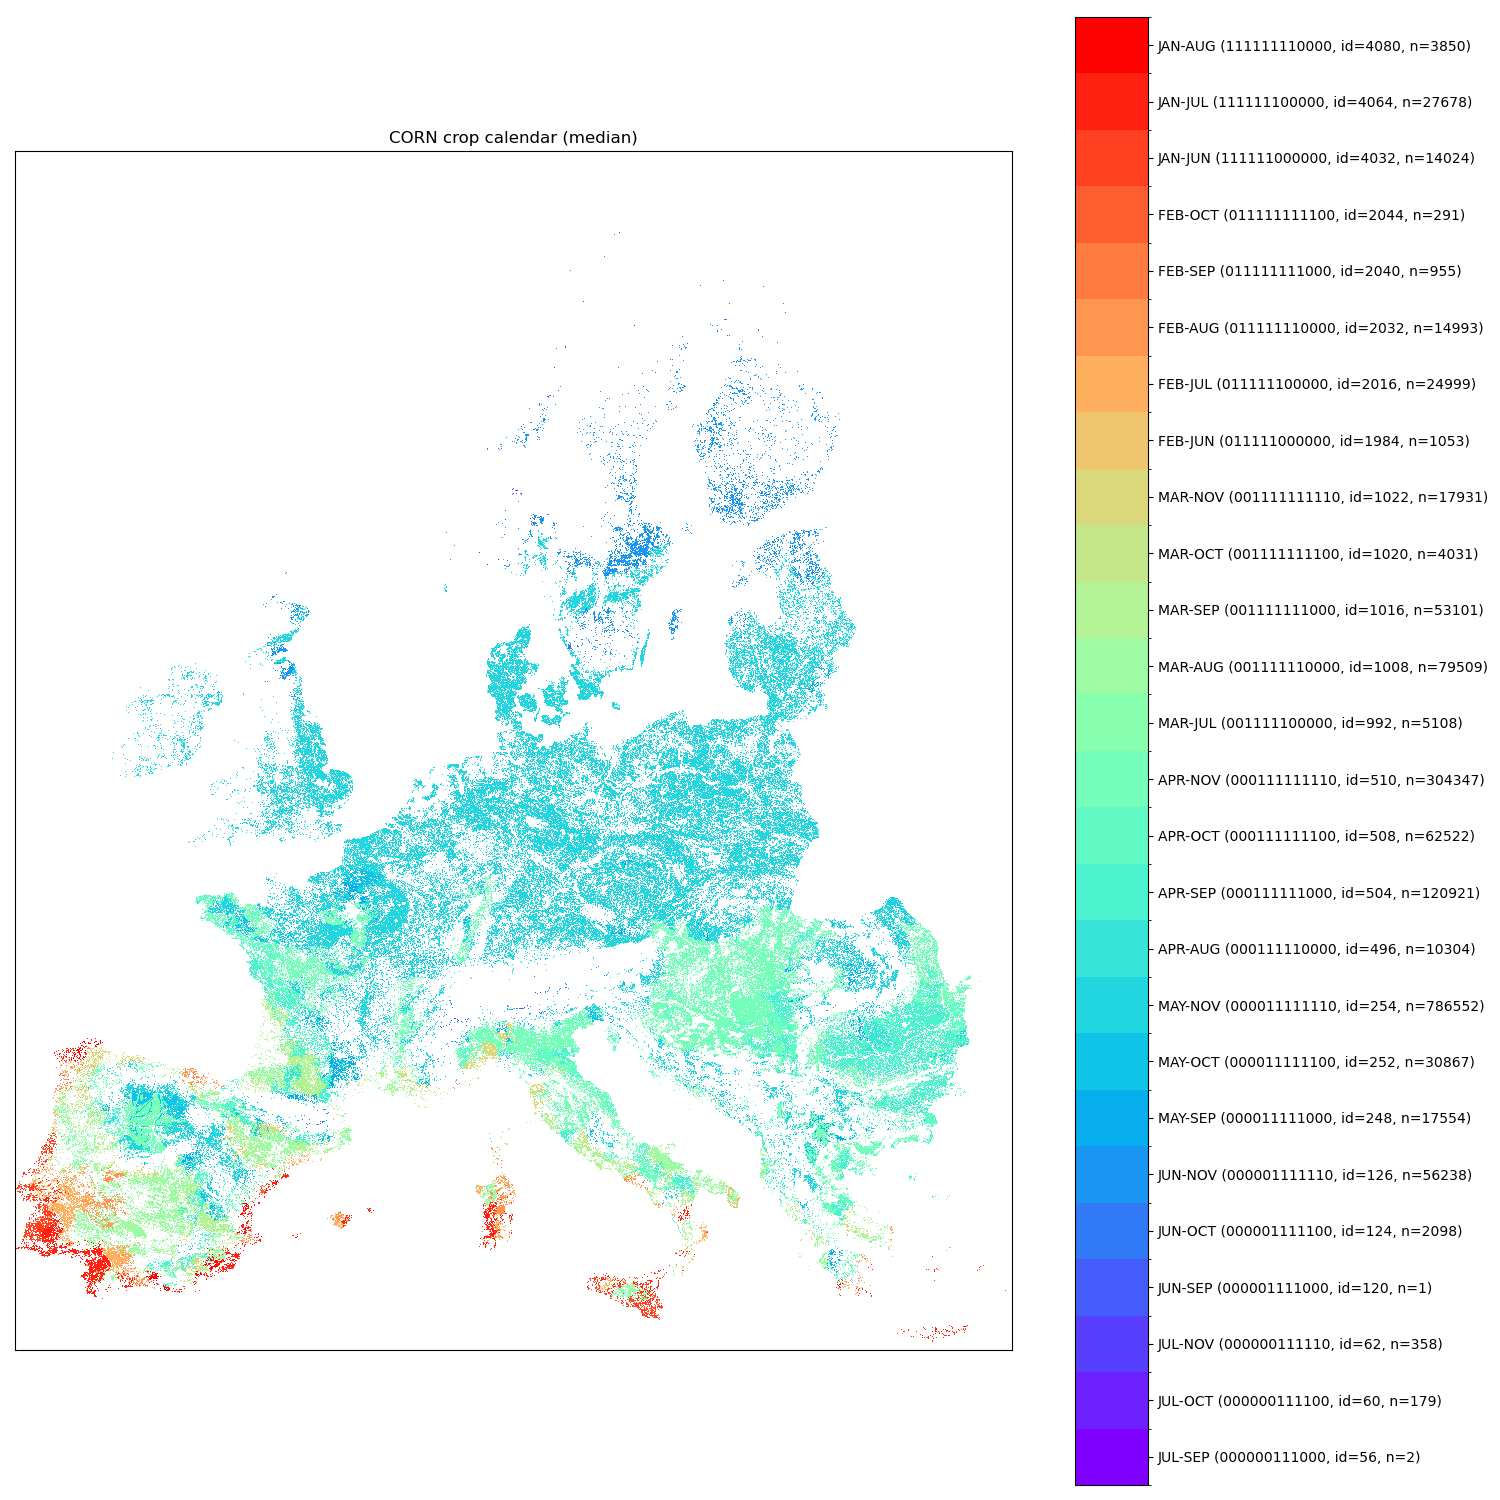 CORN crop calendar (median)
JAN-AUG (111111110000, id=4080, n=3850)
JAN-JUL (111111100000, id=4064, n=27678)
JAN-JUN (111111000000, id=4032, n=14024)
FEB-OCT (011111111100, id=2044, n=291)
FEB-SEP (011111111000, id=2040, n=955)
FEB-AUG (011111110000, id=2032, n=14993)
FEB-JUL (011111100000, id=2016, n=24999)
FEB-JUN (011111000000, id=1984, n=1053)
MAR-NOV (001111111110, id=1022, n=17931)
MAR-OCT (001111111100, id=1020, n=4031)
MAR-SEP (001111111000, id=1016, n=53101)
MAR-AUG (001111110000, id=1008, n=79509)
MAR-JUL (001111100000, id=992, n=5108)
APR-NOV (000111111110, id=510, n=304347)
APR-OCT (000111111100, id=508, n=62522)
APR-SEP (000111111000, id=504, n=120921)
APR-AUG (000111110000, id=496, n=10304)
MAY-NOV (000011111110, id=254, n=786552)
MAY-OCT (000011111100, id=252, n=30867)
MAY-SEP (000011111000, id=248, n=17554)
JUN-NOV (000001111110, id=126, n=56238)
JUN-OCT (000001111100, id=124, n=2098)
JUN-SEP (000001111000, id=120, n=1)
JUL-NOV (000000111110, id=62, n=358)
JUL-OCT (000000111100, id=60, n=179)
JUL-SEP (000000111000, id=56, n=2)